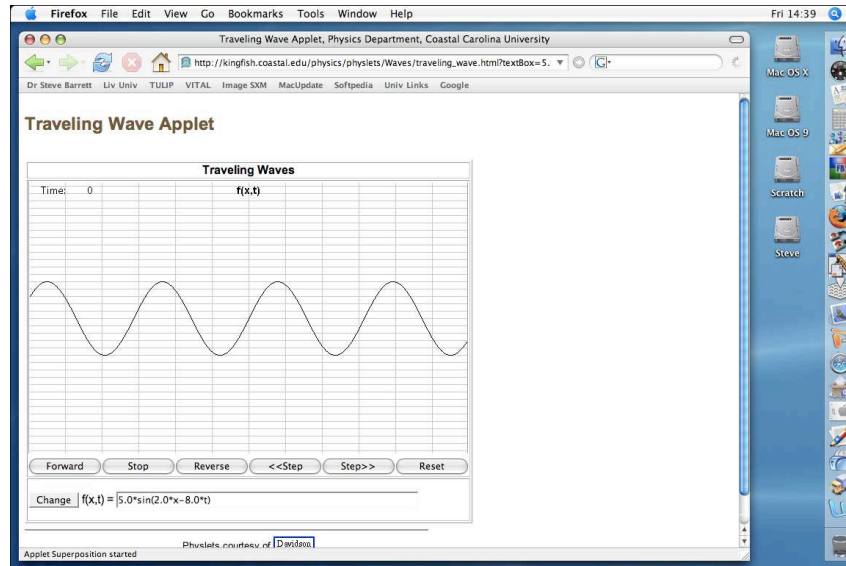 Firefox File Edit View Go Bookmarks Tools Window Help Fri 14:39
Traveling Wave Applet, Physics Department, Coastal Carolina University
http://kingfish.coastal.edu/physics/physlets/Waves/traveling_wave.html?textBox=5.
Dr Steve Barrett Liv Univ TULIP VITAL Image SXM MacUpdate Softpedia Univ Links Google
Mac OS X
Mac OS 9
Scratch
Steve
Traveling Wave Applet
Traveling Waves
Time: 0 f(x,t)
Forward Stop Reverse <<Step Step>> Reset
Change f(x,t) = 5.0*sin(2.0*x-8.0*t)
Physlets courtesy of Davidson
Applet Superposition started